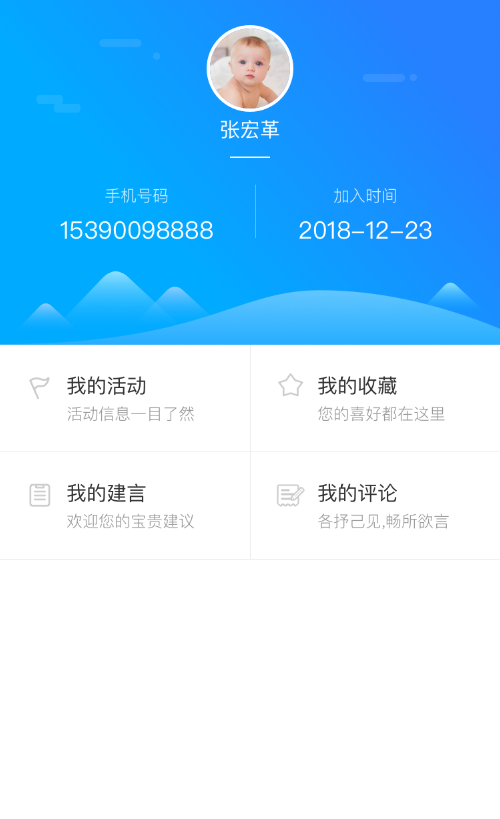 张宏革
手机号码
加入时间
15390098888
2018-12-23
我的活动
我的收藏
活动信息一目了然
您的喜好都在这里
我的建言
我的评论
欢迎您的宝贵建议
各抒己见,畅所欲言